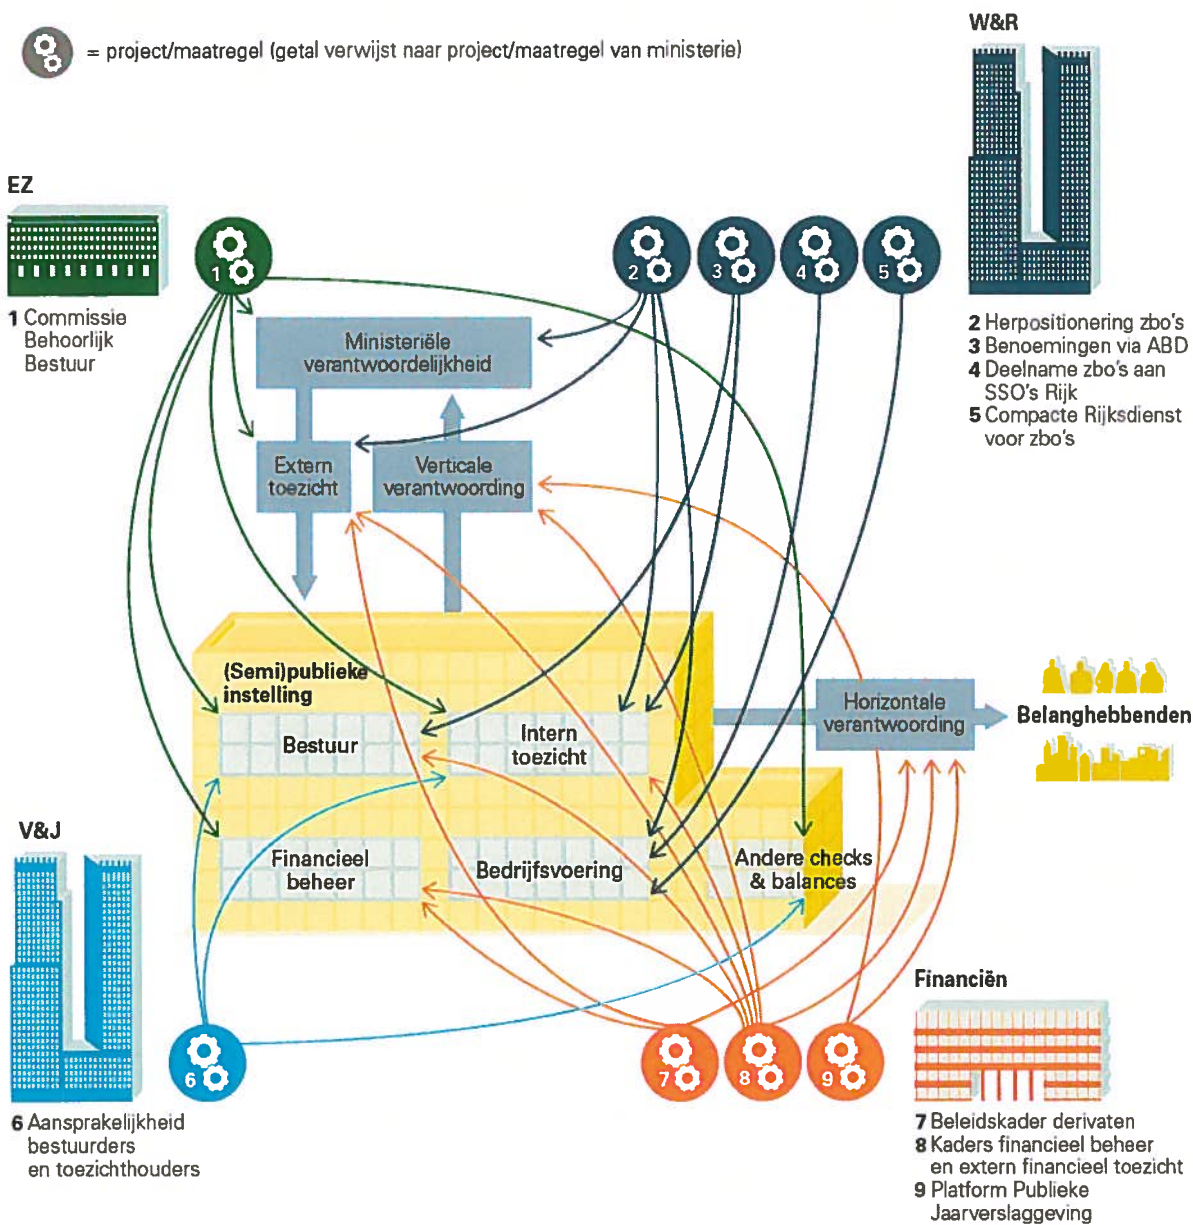 = project/maatregel (getal verwijst naar project/maatregel van ministerie)
W&R
EZ
1
2
3
4
5
1 Commissie
Behoorlijk
Bestuur
2 Herpositionering zbo's
3 Benoemingen via ABD
4 Deelname zbo's aan
SSO's Rijk
5 Compacte Rijksdienst
voor zbo's
Ministeriële
verantwoordelijkheid
Extern
toezicht
Verticale
verantwoording
(Semi)publieke
instelling
Bestuur
Intern
toezicht
Horizontale
verantwoording
Belanghebbenden
Financieel
beheer
Bedrijfsvoering
Andere checks
& balances
V&J
6
7
8
9
6 Aansprakelijkheid
bestuurders
en toezichthouders
Financiën
7 Beleidskader derivaten
8 Kaders financieel beheer
en extern financieel toezicht
9 Platform Publieke
Jaarverslaggeving